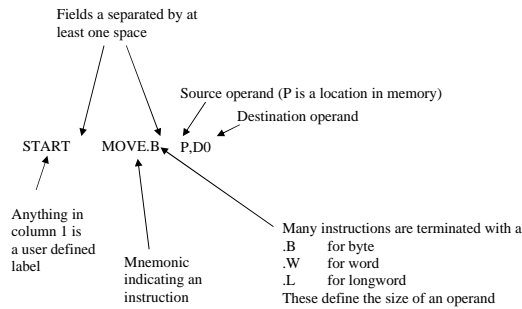 Fields a separated by at
least one space
Source operand (P is a location in memory)
Destination operand
START MOVE.B P,D0
Anything in
column 1 is
a user defined
label
Mnemonic
indicating an
instruction
Many instructions are terminated with a
.B for byte
.W for word
.L for longword
These define the size of an operand